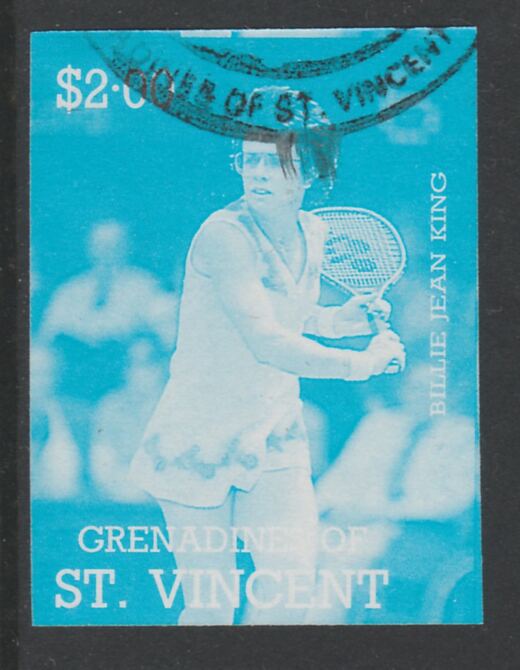 $2·00
OF ST. VINCENT
BILLIE JEAN KING
GRENADINES OF
ST. VINCENT